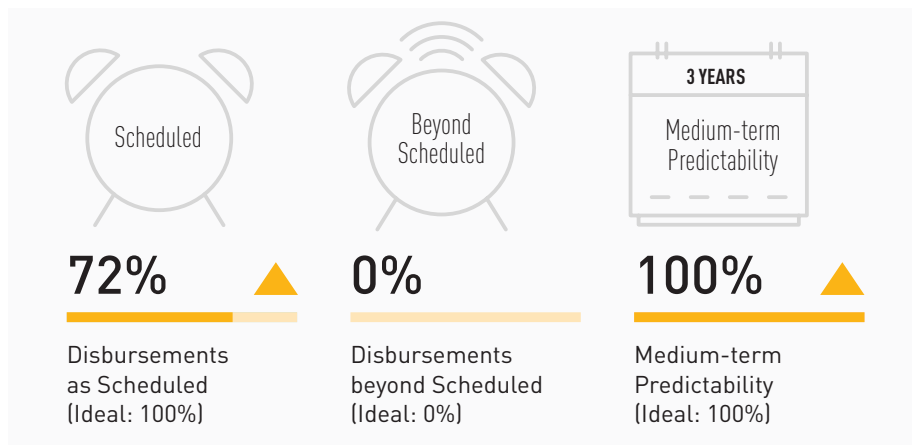 Scheduled
Beyond
Scheduled
3 YEARS
Medium-term
Predictability
72%
0%
100%
Disbursements
as Scheduled
(Ideal: 100%)
Disbursements
beyond Scheduled
(Ideal: 0%)
Medium-term
Predictability
(Ideal: 100%)